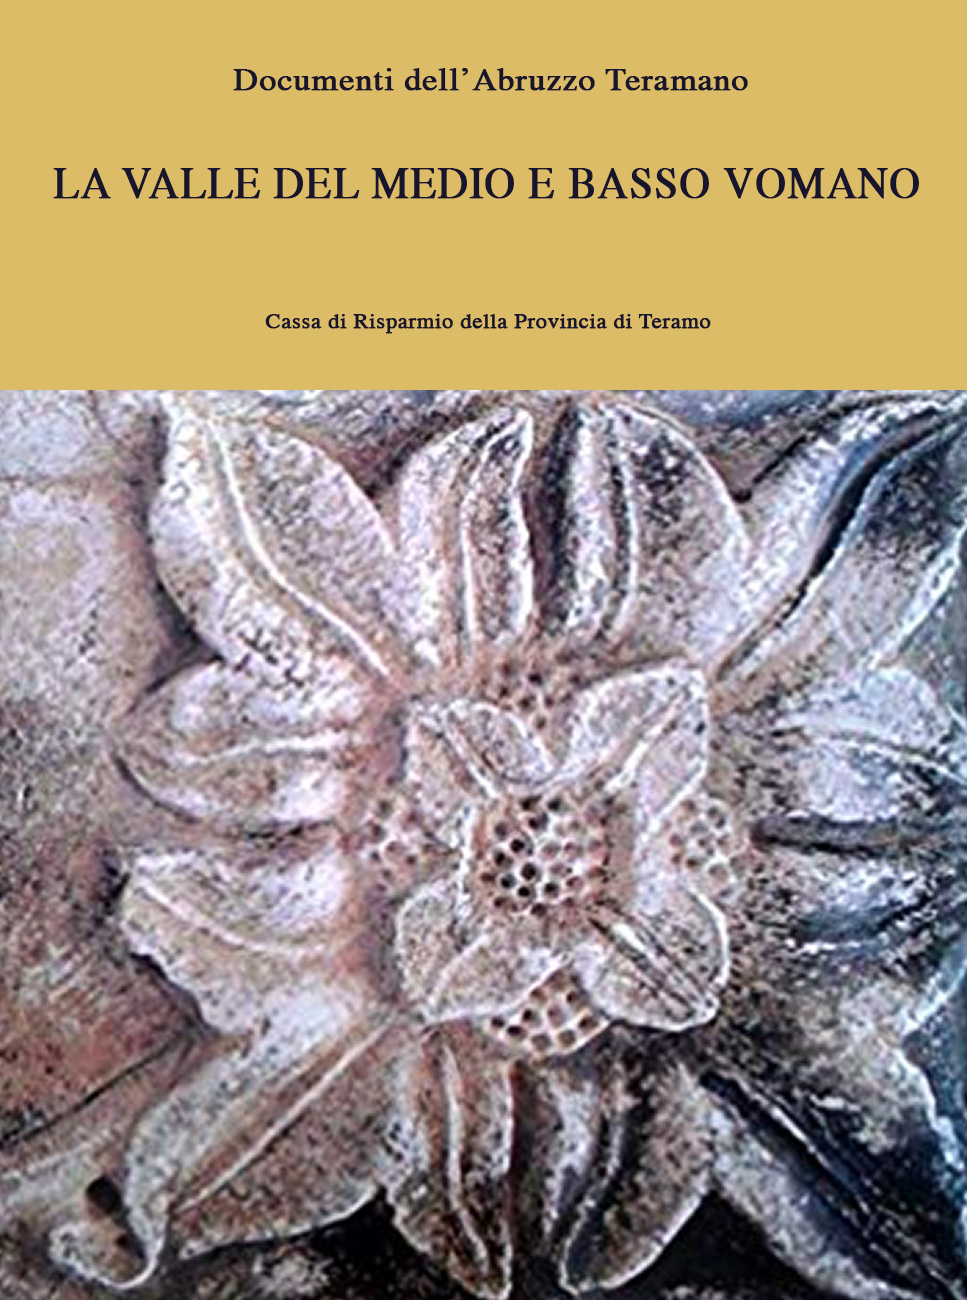 Documenti dell'Abruzzo Teramano
LA VALLE DEL MEDIO E BASSO VOMANO
Cassa di Risparmio della Provincia di Teramo